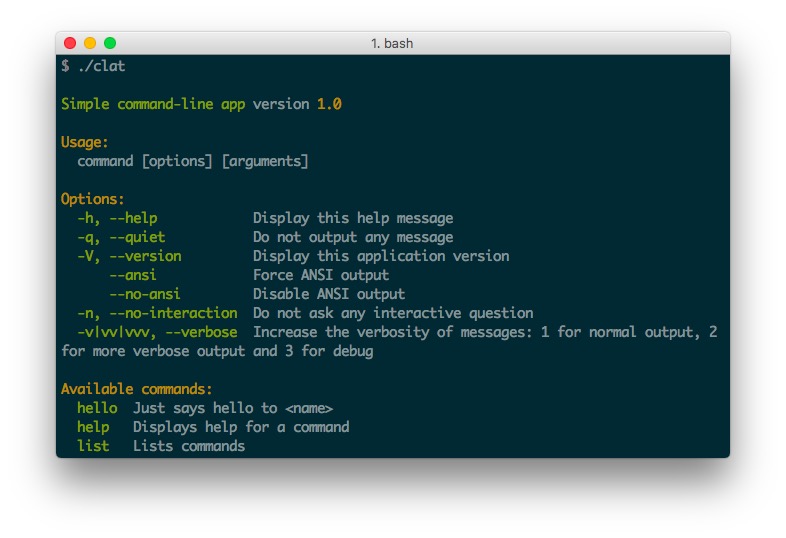 1. bash
$ ./clat
Simple command-line app version 1.0
Usage:
command [options] [arguments]
Options:
-h, --help Display this help message
-q, --quiet Do not output any message
-V, --version Display this application version
--ansi Force ANSI output
--no-ansi Disable ANSI output
-n, --no-interaction Do not ask any interactive question
-v|vv|vvv, --verbose Increase the verbosity of messages: 1 for normal output, 2
for more verbose output and 3 for debug
Available commands:
hello Just says hello to <name>
help Displays help for a command
list Lists commands